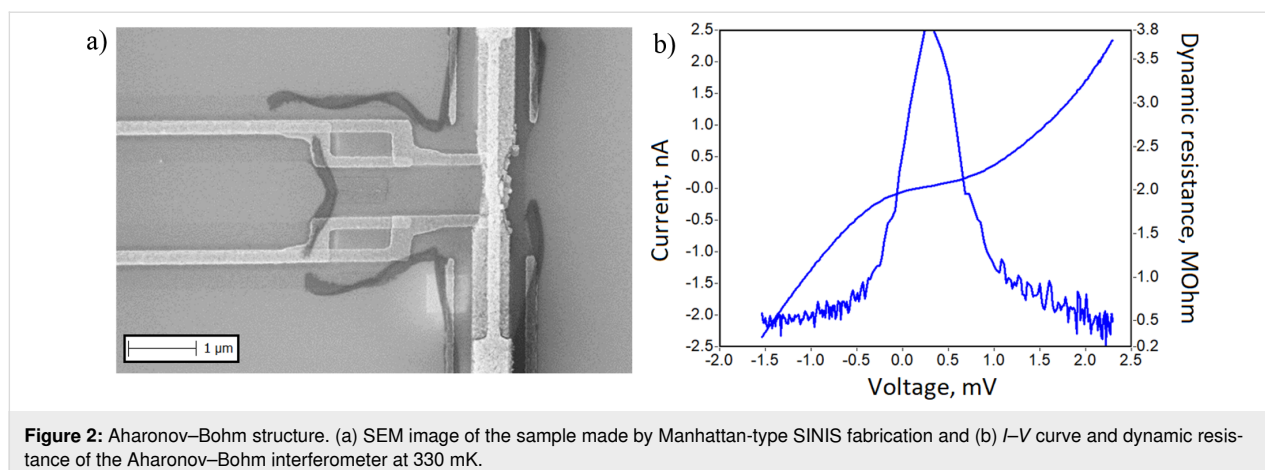 a)
1 µm
b)
Current, nA
2.5
2.0
1.5
1.0
0.5
-0.0
-0.5
-1.0
-1.5
-2.0
-2.5
-2.0 -1.5 -1.0 -0.5 0.0 0.5 1.0 1.5 2.0 2.5
Voltage, mV
-3.8
-3.5
-3.0
-2.5
-2.0
-1.5
-1.0
-0.5
0.2
Dynamic resistance, MOhm
Figure 2: Aharonov–Bohm structure. (a) SEM image of the sample made by Manhattan-type SINIS fabrication and (b) I–V curve and dynamic resis-
tance of the Aharonov–Bohm interferometer at 330 mK.